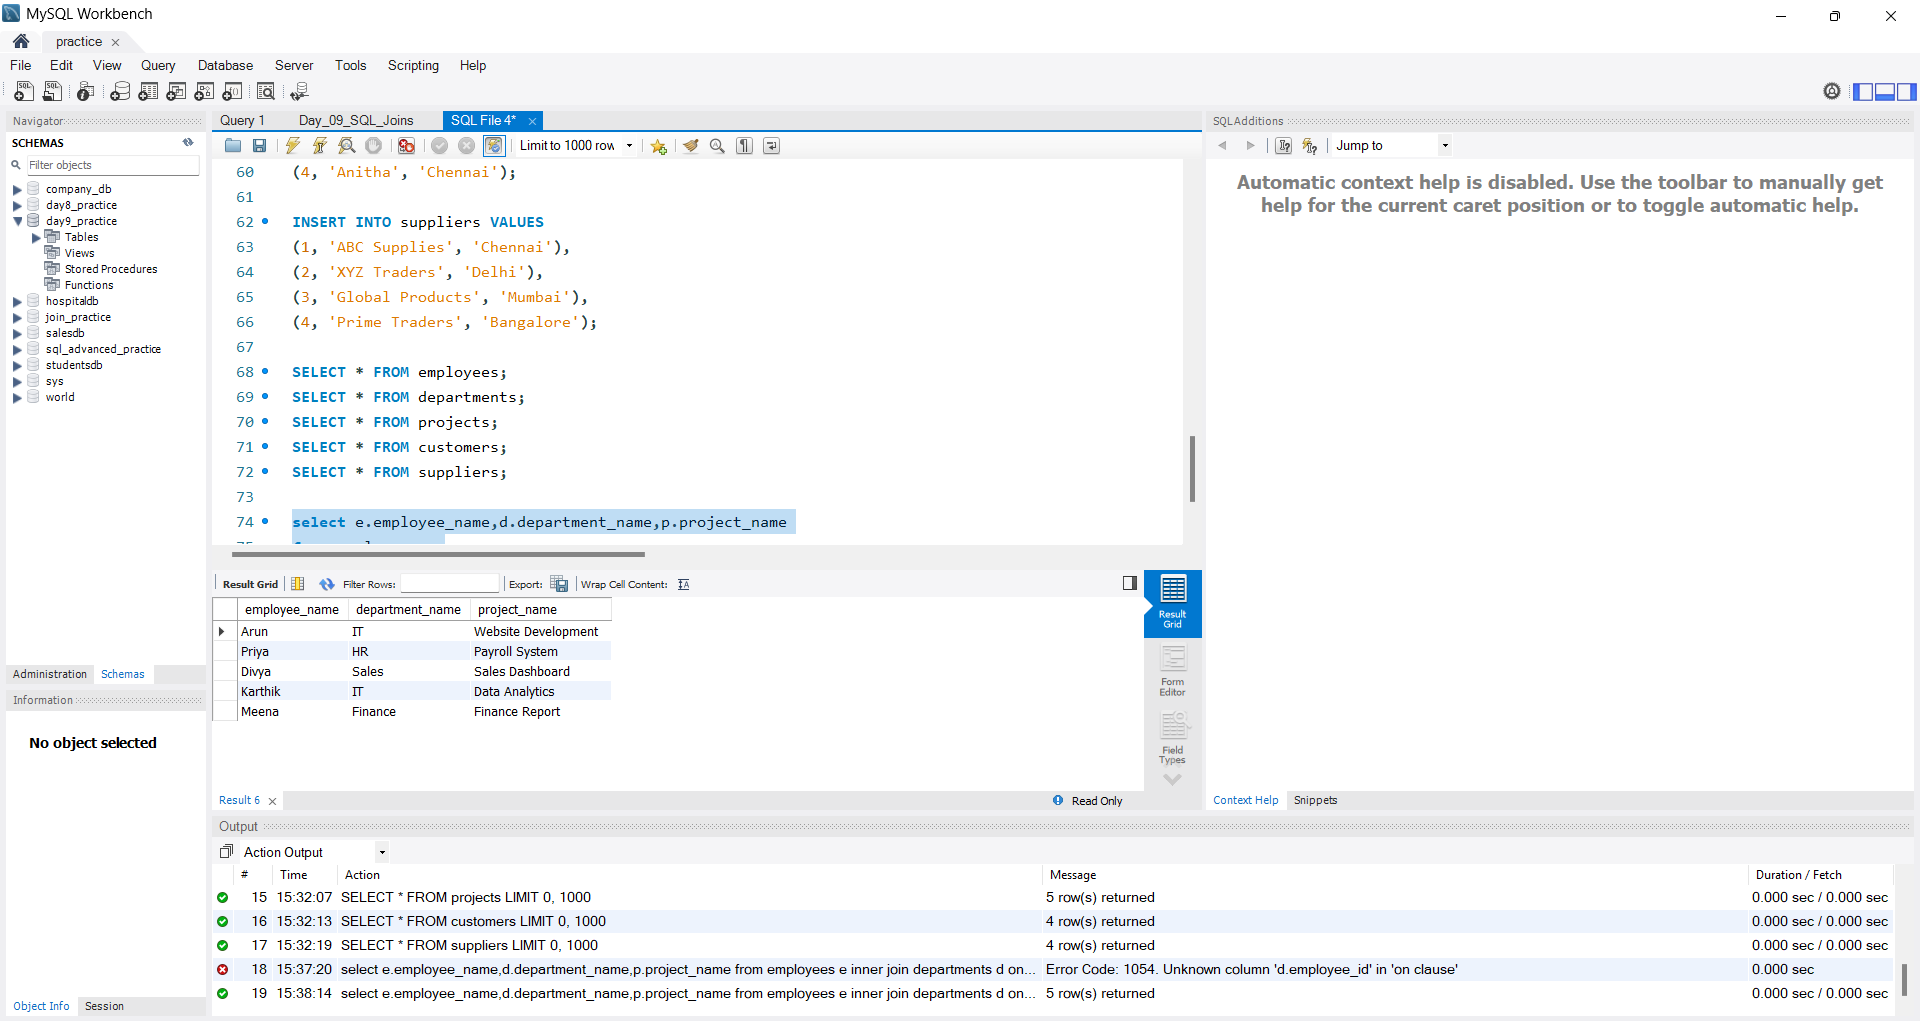 MySQL Workbench
practice
File Edit View Query Database Server Tools Scripting Help
Navigator
SCHEMAS
Filter objects
company_db
day8_practice
day9_practice
Tables
Views
Stored Procedures
Functions
hospitaldb
join_practice
salesdb
sql_advanced_practice
studentsdb
sys
world
Administration Schemas
Information
No object selected
Object Info Session
Query 1 Day_09_SQL_Joins SQL File 4*
Limit to 1000 row
60 (4, 'Anitha', 'Chennai');
61
62 INSERT INTO suppliers VALUES
63 (1, 'ABC Supplies', 'Chennai'),
64 (2, 'XYZ Traders', 'Delhi'),
65 (3, 'Global Products', 'Mumbai'),
66 (4, 'Prime Traders', 'Bangalore');
67
68 SELECT * FROM employees;
69 SELECT * FROM departments;
70 SELECT * FROM projects;
71 SELECT * FROM customers;
72 SELECT * FROM suppliers;
73
74 select e.employee_name,d.department_name,p.project_name
Result Grid Filter Rows: Export: Wrap Cell Content:
employee_name department_name project_name
Arun IT Website Development
Priya HR Payroll System
Divya Sales Sales Dashboard
Karthik IT Data Analytics
Meena Finance Finance Report
Result Grid
Form Editor
Field Types
Result 6 Read Only
SQLAdditions
Jump to
Automatic context help is disabled. Use the toolbar to manually get
help for the current caret position or to toggle automatic help.
Context Help Snippets
Output
Action Output
# Time Action Message Duration / Fetch
15 15:32:07 SELECT * FROM projects LIMIT 0, 1000 5 row(s) returned 0.000 sec / 0.000 sec
16 15:32:13 SELECT * FROM customers LIMIT 0, 1000 4 row(s) returned 0.000 sec / 0.000 sec
17 15:32:19 SELECT * FROM suppliers LIMIT 0, 1000 4 row(s) returned 0.000 sec / 0.000 sec
18 15:37:20 select e.employee_name,d.department_name,p.project_name from employees e inner join departments d on... Error Code: 1054. Unknown column 'd.employee_id' in 'on clause' 0.000 sec
19 15:38:14 select e.employee_name,d.department_name,p.project_name from employees e inner join departments d on... 5 row(s) returned 0.000 sec / 0.000 sec